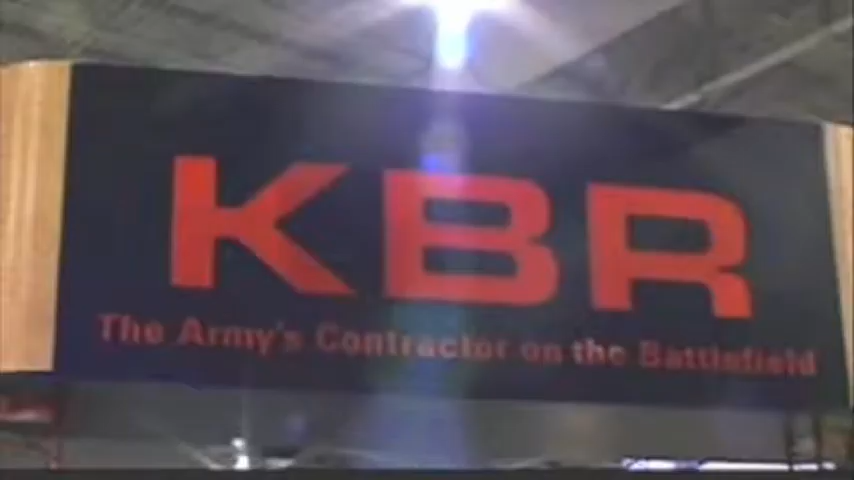 KBR
The Army's Contractor on the Battlefield